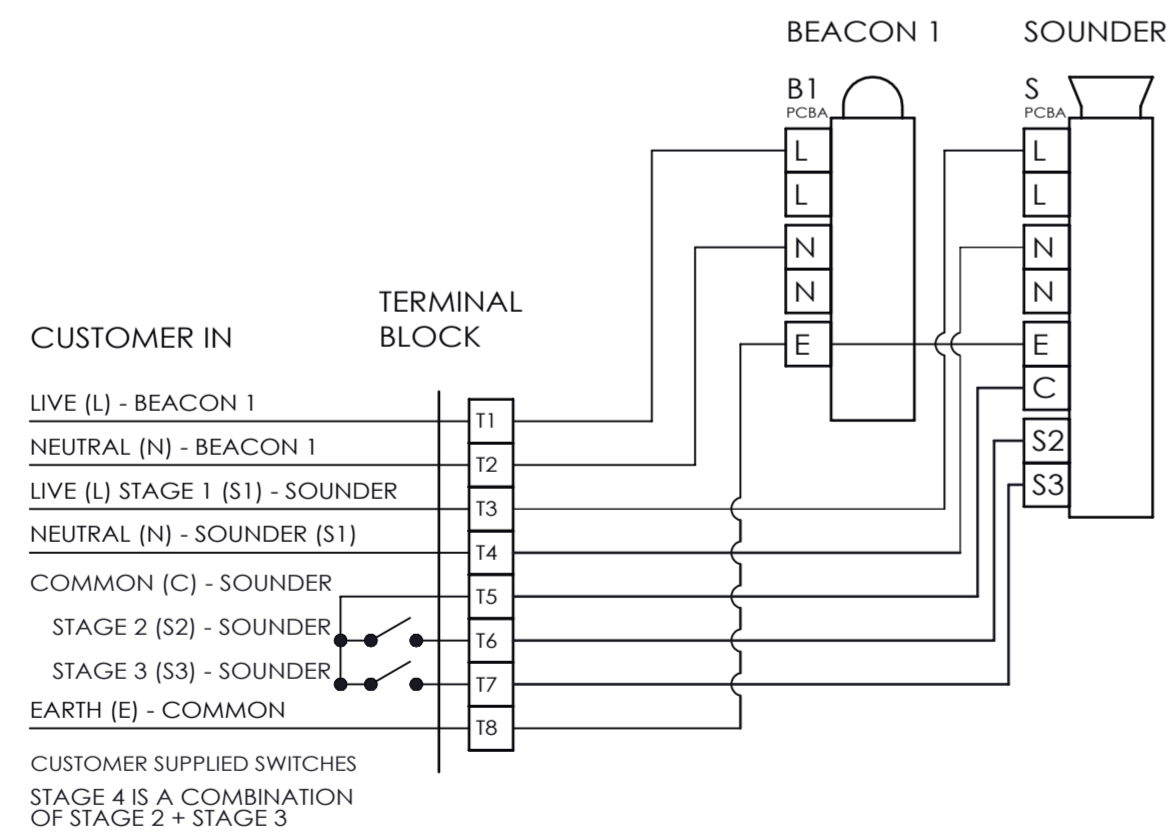 BEACON 1
SOUNDER
B1
PCBA
L
L
N
N
E
S
PCBA
L
L
N
N
E
C
S2
S3
CUSTOMER IN
TERMINAL
BLOCK
LIVE (L) - BEACON 1
NEUTRAL (N) - BEACON 1
LIVE (L) STAGE 1 (S1) - SOUNDER
NEUTRAL (N) - SOUNDER (S1)
COMMON (C) - SOUNDER
STAGE 2 (S2) - SOUNDER
STAGE 3 (S3) - SOUNDER
EARTH (E) - COMMON
T1
T2
T3
T4
T5
T6
T7
T8
CUSTOMER SUPPLIED SWITCHES
STAGE 4 IS A COMBINATION
OF STAGE 2 + STAGE 3